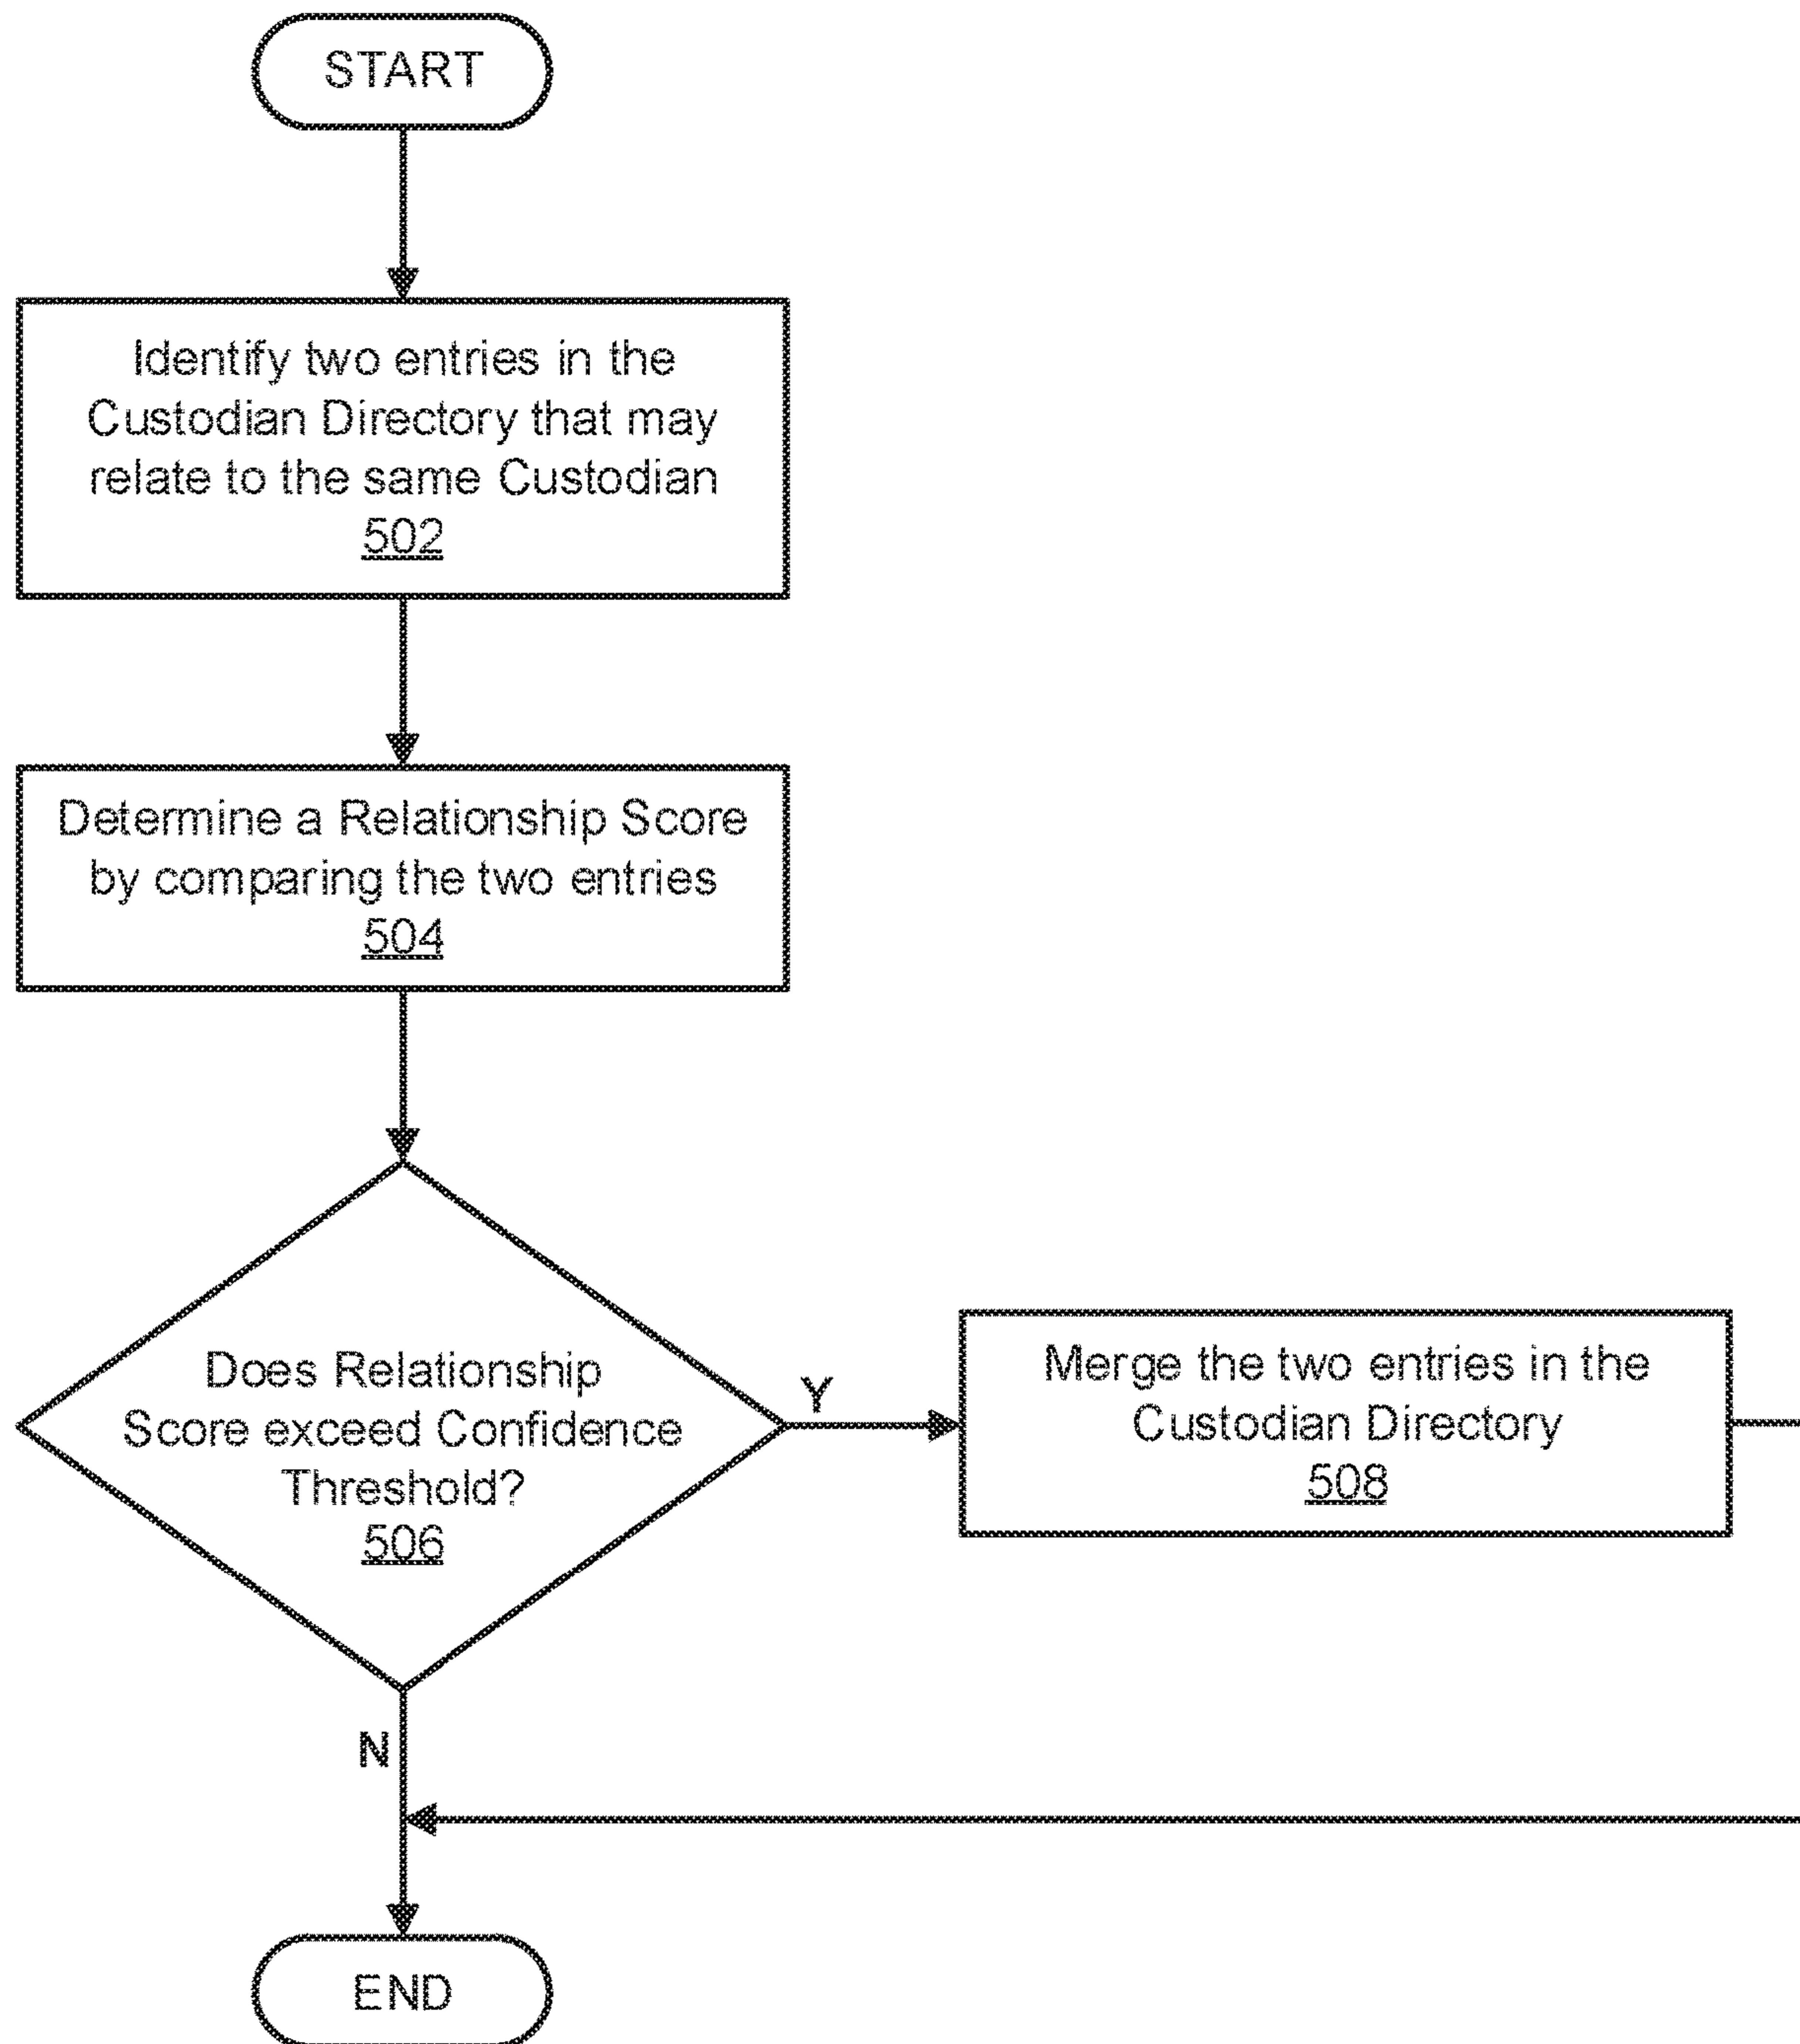 START
Identify two entries in the
Custodian Directory that may
relate to the same Custodian
502
Determine a Relationship Score
by comparing the two entries
504
Does Relationship
Score exceed Confidence
Threshold?
506
Y
Merge the two entries in the
Custodian Directory
508
N
END